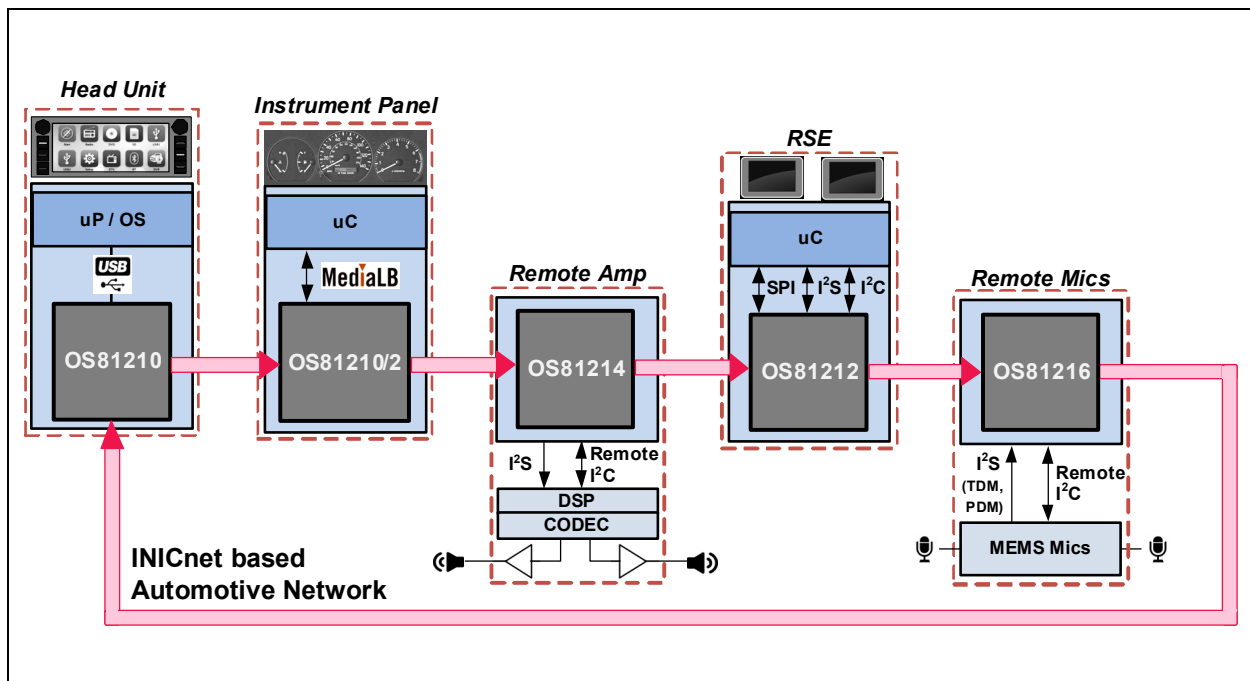 Head Unit
uP / OS
USB
OS81210
Instrument Panel
uC
MediaLB
OS81210/2
Remote Amp
OS81214
I²S
Remote
I²C
DSP
CODEC
RSE
uC
SPI
I²S
I²C
OS81212
Remote Mics
OS81216
I²S
(TDM,
PDM)
Remote
I²C
MEMS Mics
INICnet based
Automotive Network